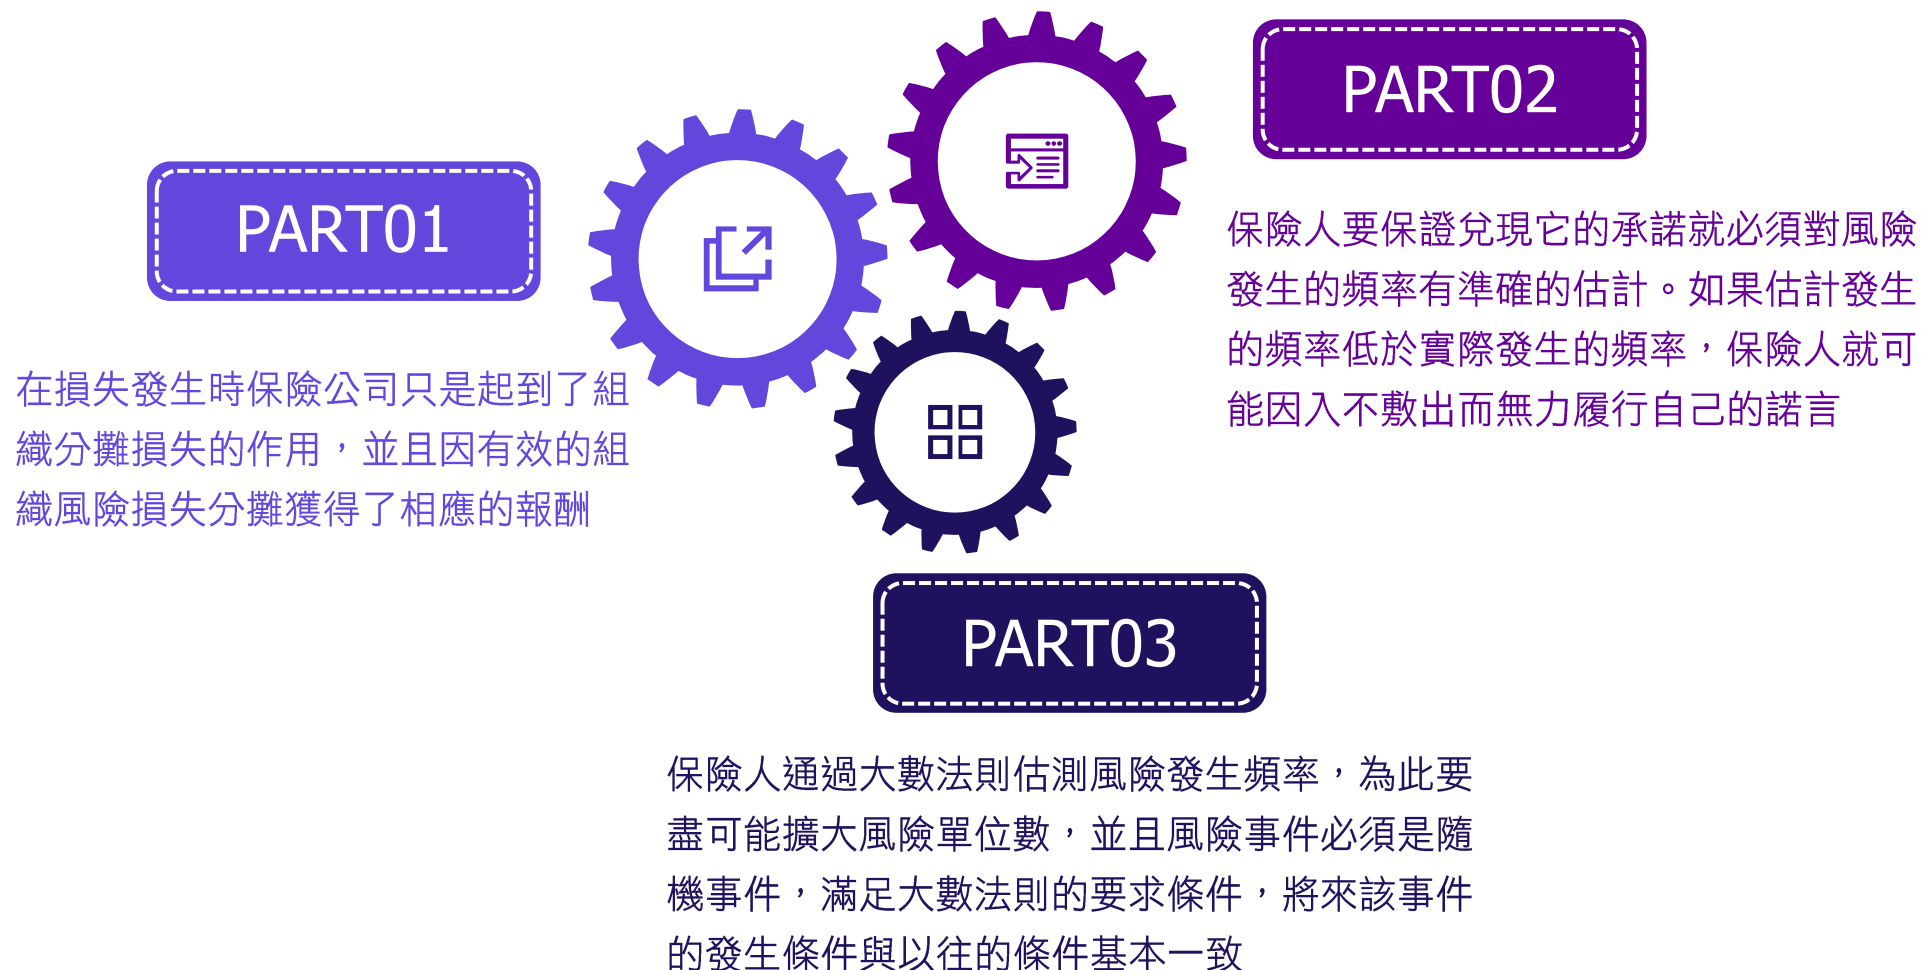 PART01
在損失發生時保險公司只是起到了組
織分攤損失的作用，並且因有效的組
織風險損失分攤獲得了相應的報酬
PART02
保險人要保證兌現它的承諾就必須對風險
發生的頻率有準確的估計。如果估計發生
的頻率低於實際發生的頻率，保險人就可
能因入不敷出而無力履行自己的諾言
PART03
保險人通過大數法則估測風險發生頻率，為此要
盡可能擴大風險單位數，並且風險事件必須是隨
機事件，滿足大數法則的要求條件，將來該事件
的發生條件與以往的條件基本一致